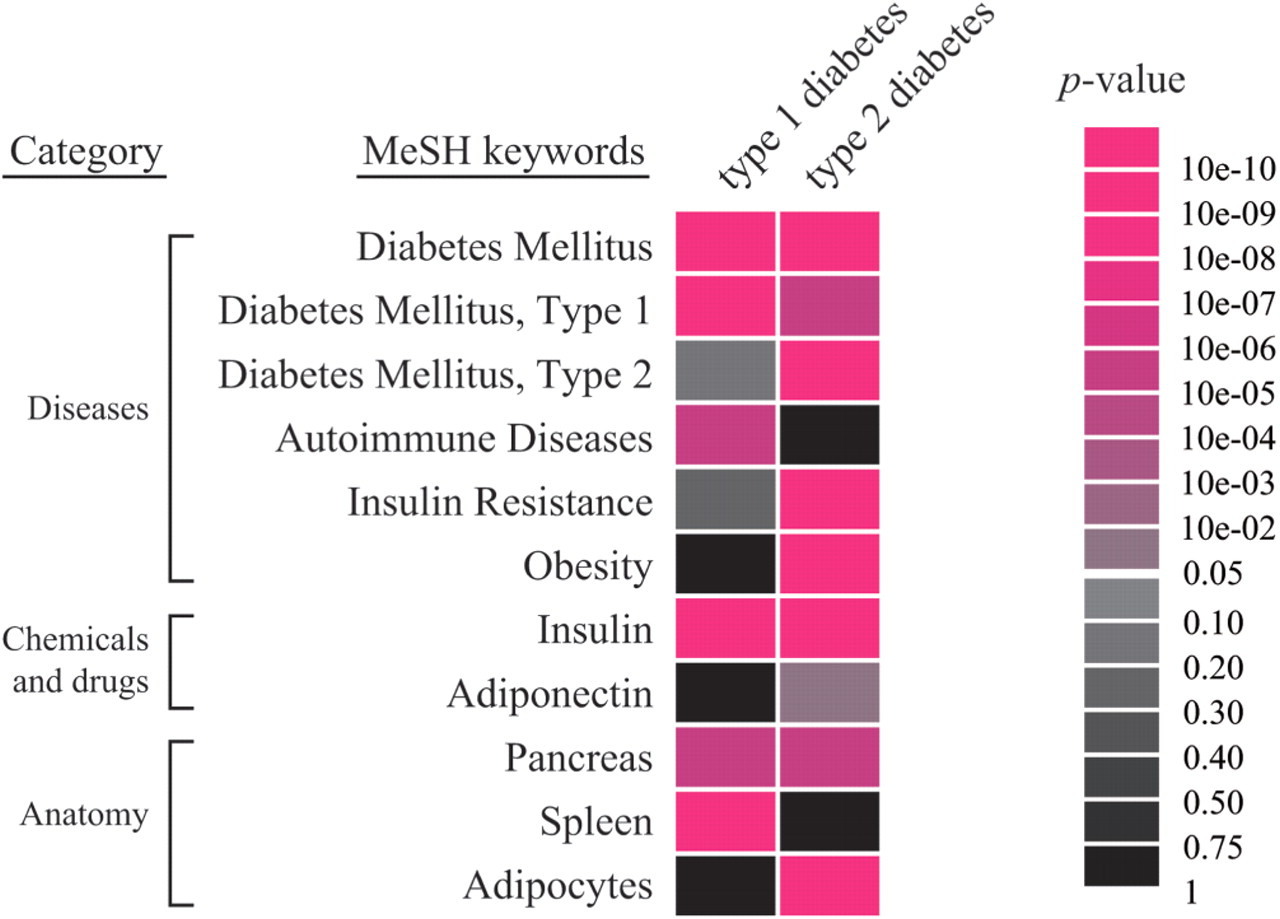 type 1 diabetes
type 2 diabetes
p-value
Category
MeSH keywords
Diseases
Diabetes Mellitus
Diabetes Mellitus, Type 1
Diabetes Mellitus, Type 2
Autoimmune Diseases
Insulin Resistance
Obesity
Chemicals
and drugs
Insulin
Adiponectin
Anatomy
Pancreas
Spleen
Adipocytes
10e-10
10e-09
10e-08
10e-07
10e-06
10e-05
10e-04
10e-03
10e-02
0.05
0.10
0.20
0.30
0.40
0.50
0.75
1